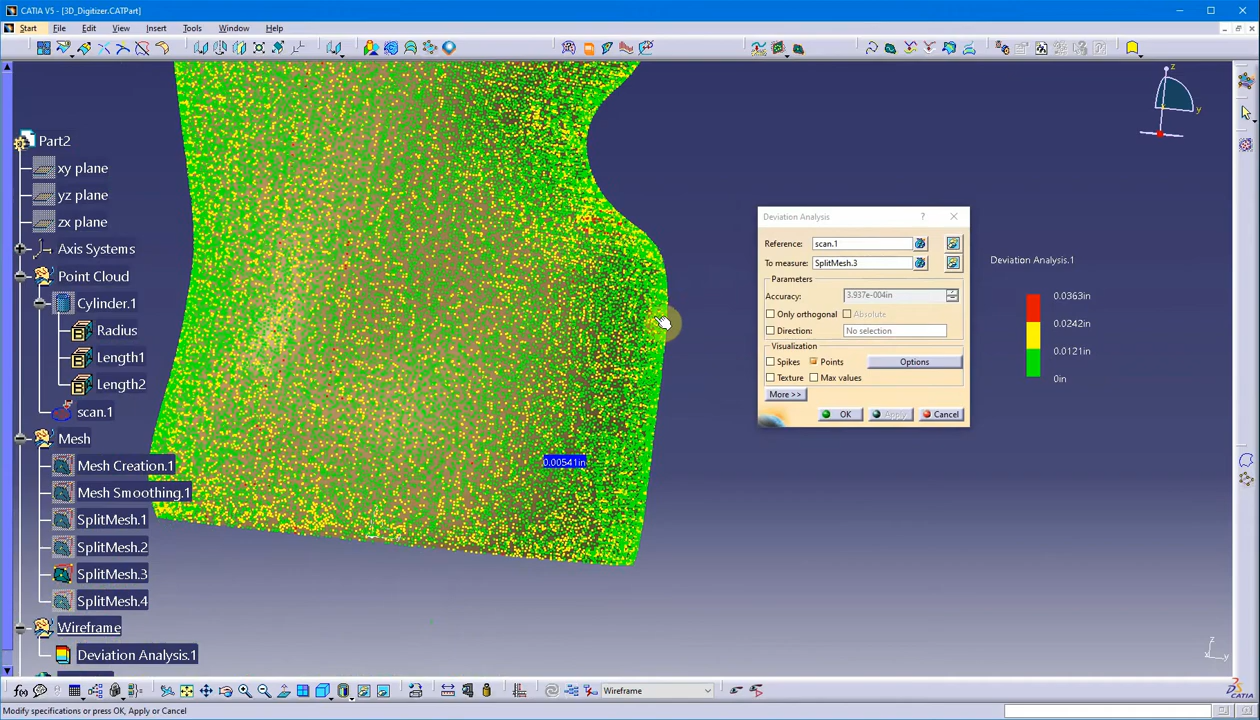 CATIA V5 - [3D_Digitizer.CATPart]
Start File Edit View Insert Tools Window Help
z
y
Part2
xy plane
yz plane
zx plane
Axis Systems
Point Cloud
Cylinder.1
Radius
Length1
Length2
scan.1
Mesh
Mesh Creation.1
Mesh Smoothing.1
SplitMesh.1
SplitMesh.2
SplitMesh.3
SplitMesh.4
Wireframe
Deviation Analysis.1
0.00541in
Deviation Analysis ?
Reference: scan.1
To measure: SplitMesh.3
Parameters
Accuracy: 3.937e-004in
Only orthogonal Absolute
Direction: No selection
Visualization
Spikes Points Options
Texture Max values
More >>
OK Apply Cancel
Deviation Analysis.1
0.0363in
0.0242in
0.0121in
0in
z
x y
f(x) Wireframe
CATIA
Modify specifications or press OK, Apply or Cancel